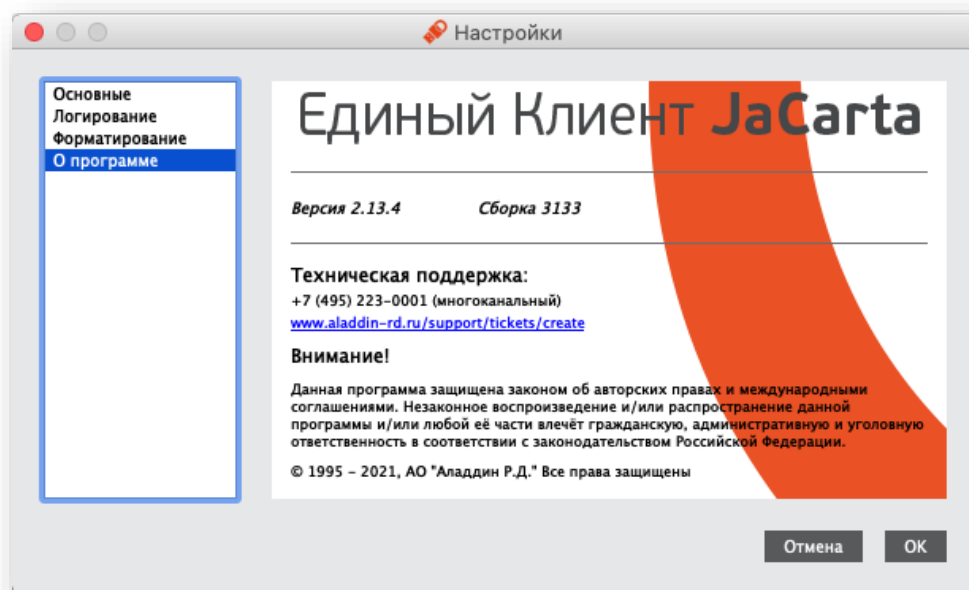 Настройки
Основные
Логирование
Форматирование
О программе
Единый Клиент JaCarta
Версия 2.13.4 Сборка 3133
Техническая поддержка:
+7 (495) 223-0001 (многоканальный)
www.aladdin-rd.ru/support/tickets/create
Внимание!
Данная программа защищена законом об авторских правах и международными
соглашениями. Незаконное воспроизведение и/или распространение данной
программы и/или любой её части влечёт гражданскую, административную и уголовную
ответственность в соответствии с законодательством Российской Федерации.
© 1995 - 2021, АО "Аладдин Р.Д." Все права защищены
Отмена OK